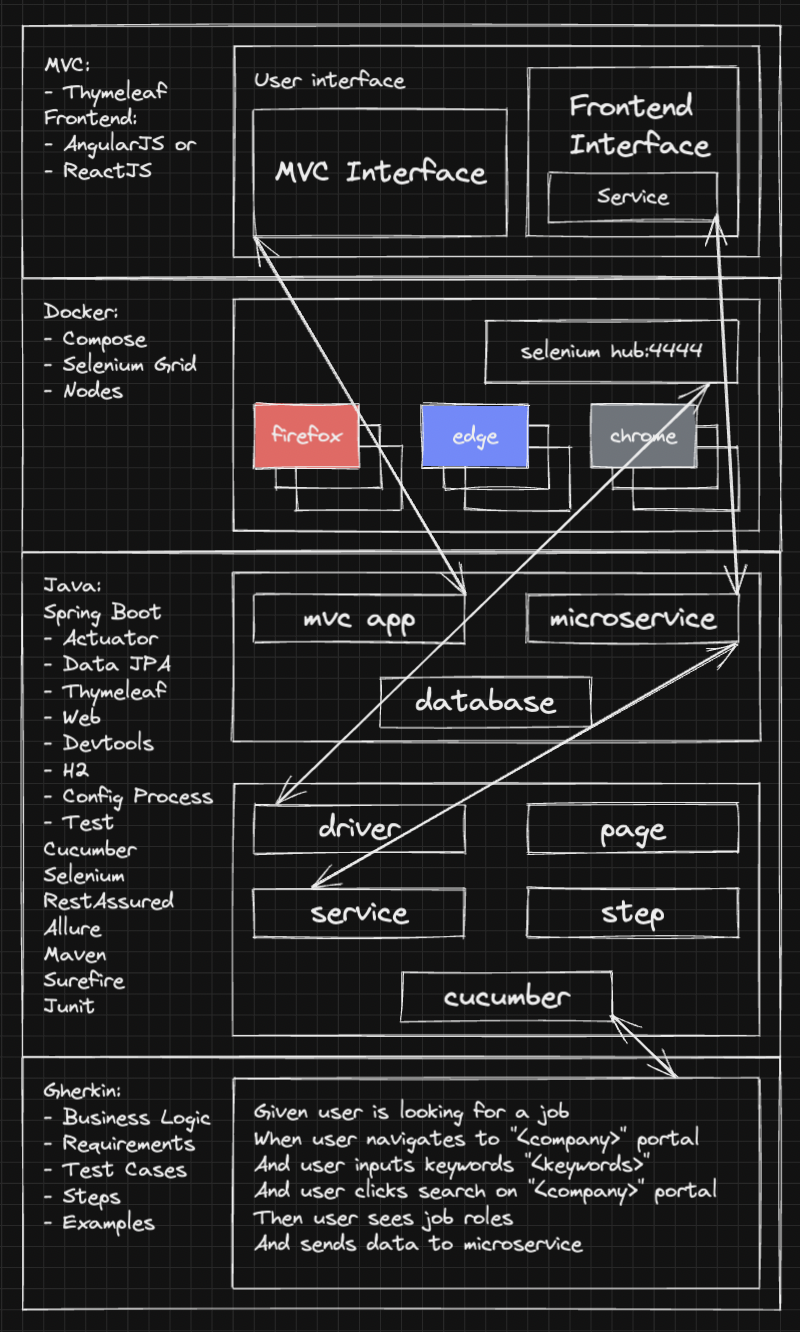 MVC:
- Thymeleaf
Frontend:
- AngularJS or
- ReactJS
User interface
MVC Interface
Frontend
Interface
Service
Docker:
- Compose
- Selenium Grid
- Nodes
selenium hub:4444
firefox
edge
chrome
Java:
Spring Boot
- Actuator
- Data JPA
- Thymeleaf
- Web
- Devtools
- H2
- Config Process
- Test
Cucumber
Selenium
RestAssured
Allure
Maven
Surefire
Junit
mvc app
microservice
database
driver
page
service
step
cucumber
Gherkin:
- Business Logic
- Requirements
- Test Cases
- Steps
- Examples
Given user is looking for a job
When user navigates to "<company>" portal
And user inputs keywords "<keywords>"
And user clicks search on "<company>" portal
Then user sees job roles
And sends data to microservice